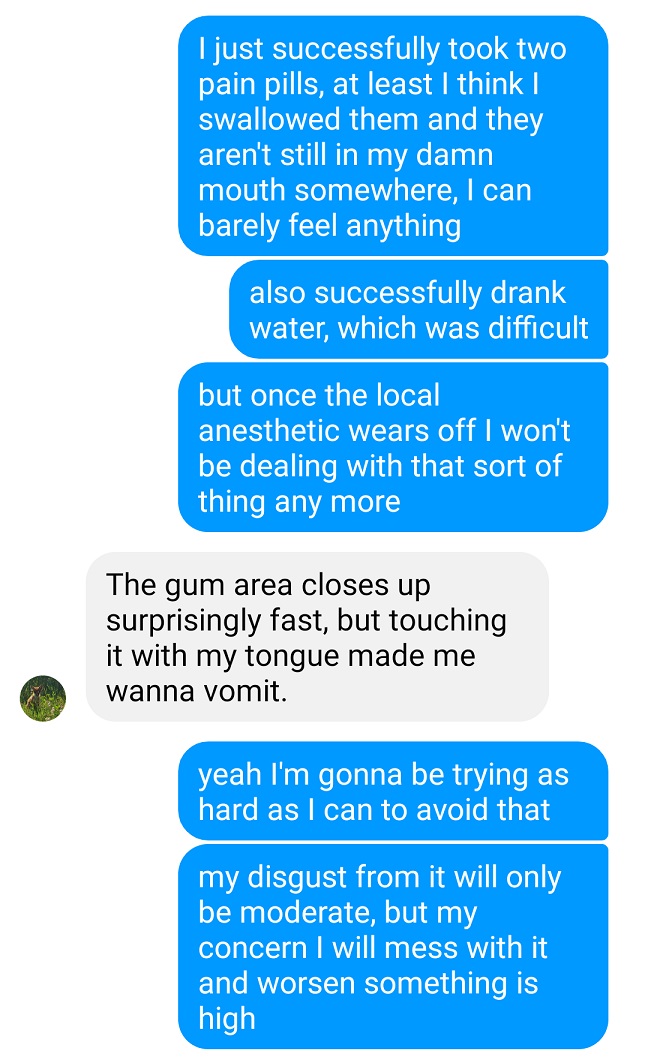 I just successfully took two
pain pills, at least I think I
swallowed them and they
aren't still in my damn
mouth somewhere, I can
barely feel anything
also successfully drank
water, which was difficult
but once the local
anesthetic wears off I won't
be dealing with that sort of
thing any more
The gum area closes up
surprisingly fast, but touching
it with my tongue made me
wanna vomit.
yeah I'm gonna be trying as
hard as I can to avoid that
my disgust from it will only
be moderate, but my
concern I will mess with it
and worsen something is
high